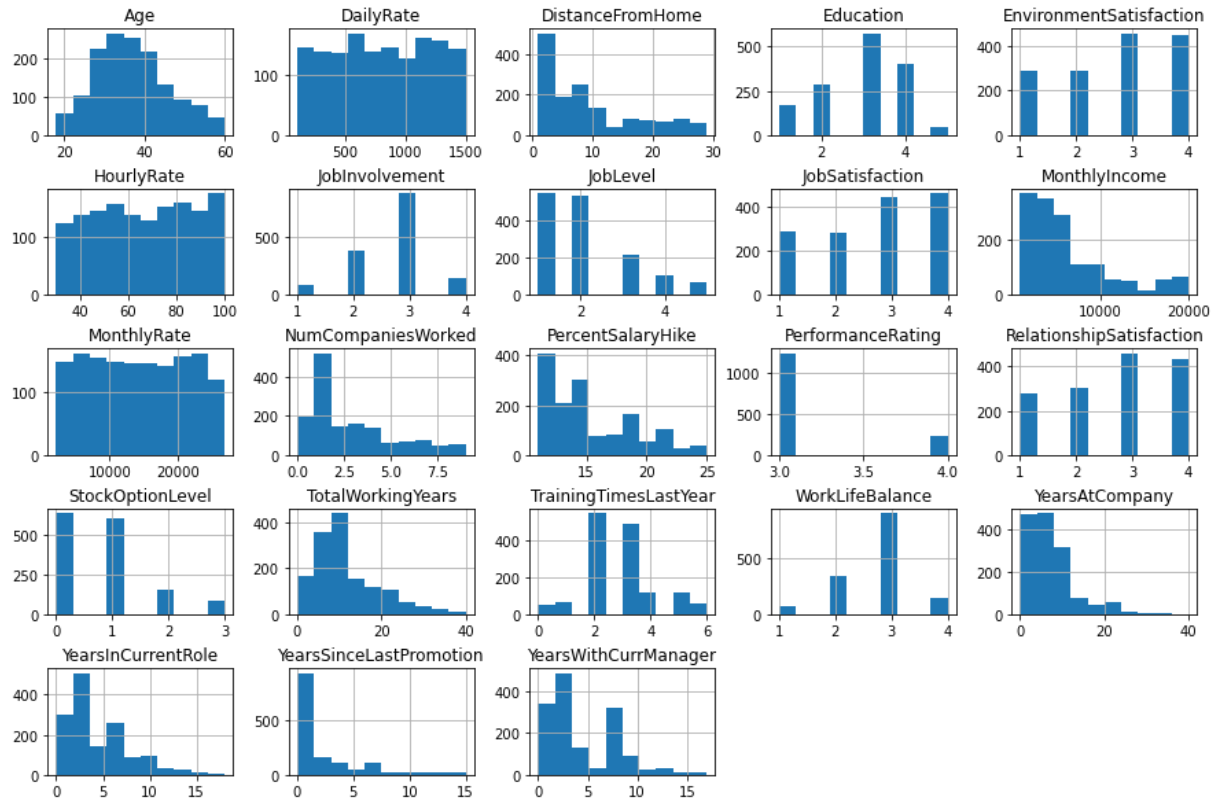 Age DailyRate DistanceFromHome Education EnvironmentSatisfaction
200
100
0
20 40 60
100
0
500 1000 1500
400
200
0
0 10 20 30
500
250
0
2 4
400
200
0
1 2 3 4
HourlyRate JobInvolvement JobLevel JobSatisfaction MonthlyIncome
100
0
40 60 80 100
500
0
1 2 3 4
400
200
0
2 4
400
200
0
1 2 3 4
200
0
10000 20000
MonthlyRate NumCompaniesWorked PercentSalaryHike PerformanceRating RelationshipSatisfaction
100
0
10000 20000
400
200
0
0.0 2.5 5.0 7.5
400
200
0
15 20 25
1000
500
0
3.0 3.5 4.0
400
200
0
1 2 3 4
StockOptionLevel TotalWorkingYears TrainingTimesLastYear WorkLifeBalance YearsAtCompany
500
250
0
0 1 2 3
400
200
0
0 20 40
400
200
0
0 2 4 6
500
0
1 2 3 4
400
200
0
0 20 40
YearsInCurrentRole YearsSinceLastPromotion YearsWithCurrManager
400
200
0
0 5 10 15
500
0
0 5 10 15
400
200
0
0 5 10 15